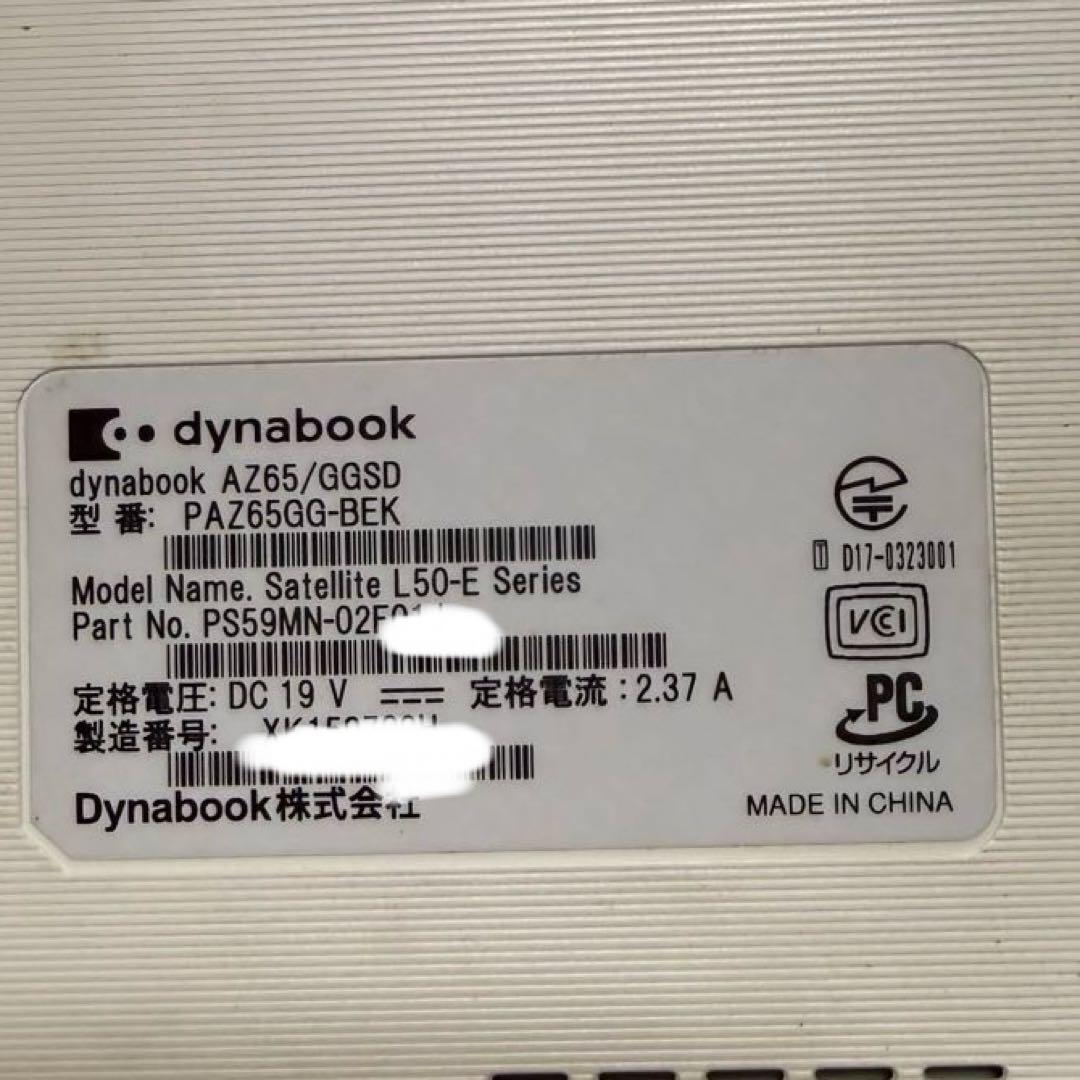 dynabook
dynabook AZ65/GGSD
型 番: PAZ65GG-BEK
Model Name. Satellite L50-E Series
Part No. PS59MN-02
定格電圧: DC 19 V 定格電流 : 2.37 A
製造番号:
Dynabook株式会社
T D17-0323001
VCCI
PC
リサイクル
MADE IN CHINA